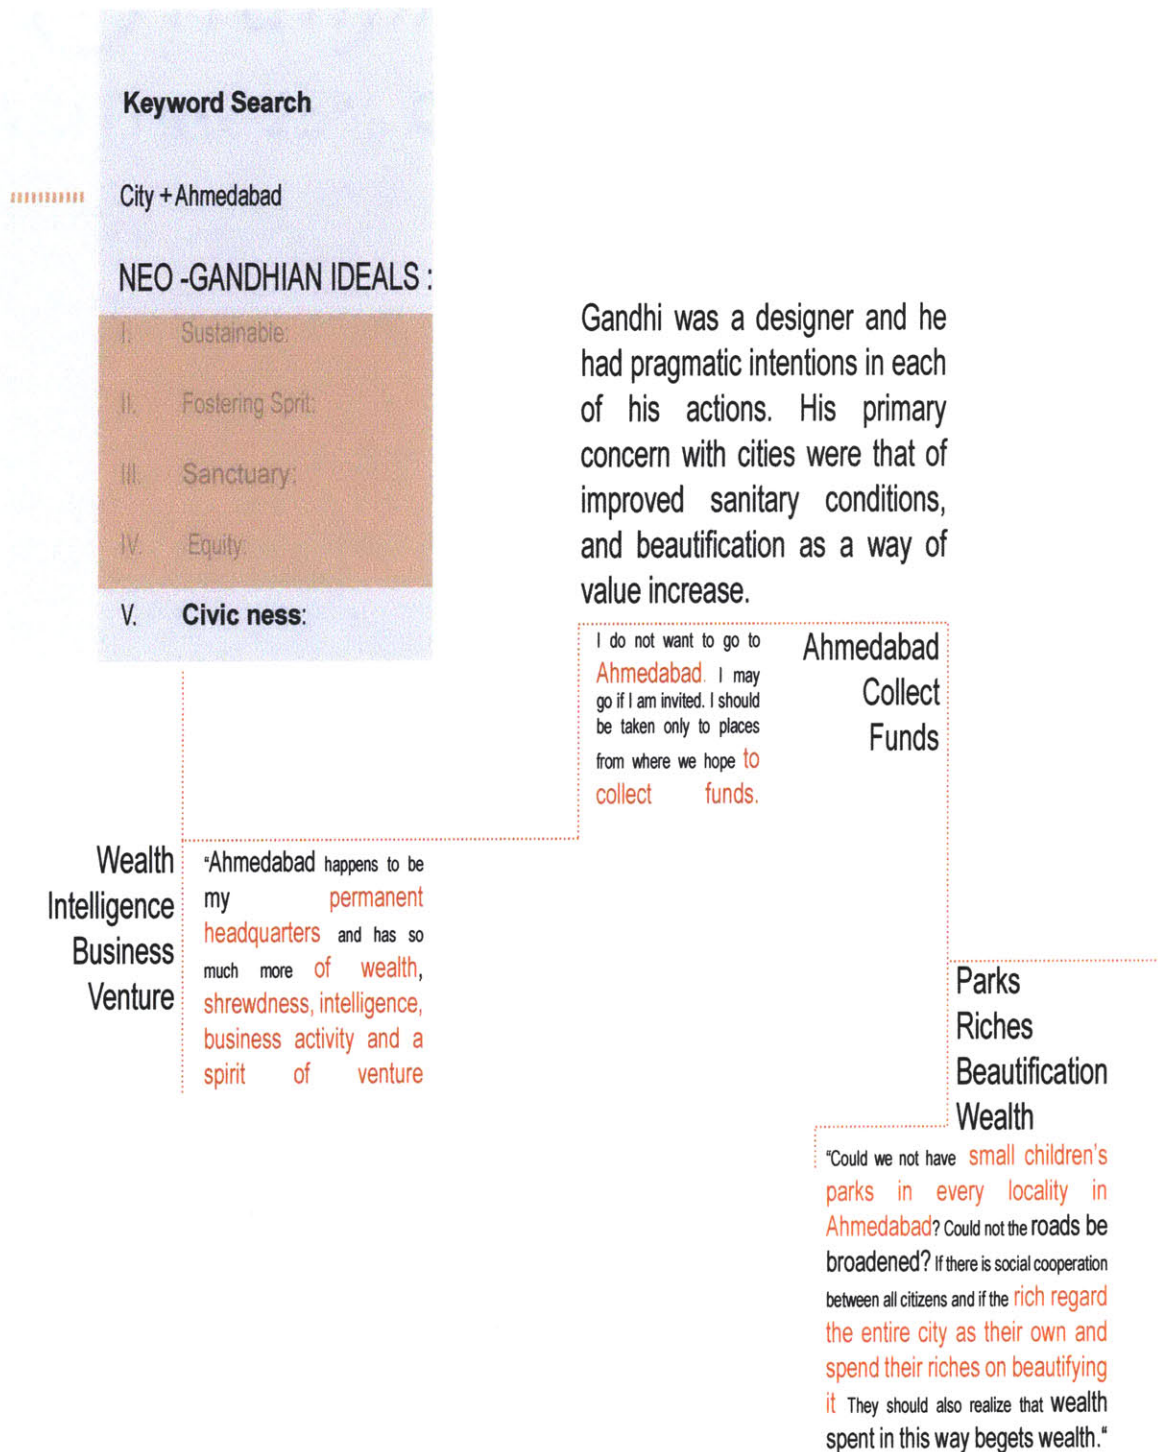 Keyword Search
City + Ahmedabad
NEO -GANDHIAN IDEALS :
I. Sustainable:
II. Fostering Sprit:
III. Sanctuary:
IV. Equity:
V. Civic ness:
Gandhi was a designer and he
had pragmatic intentions in each
of his actions. His primary
concern with cities were that of
improved sanitary conditions,
and beautification as a way of
value increase.
I do not want to go to
Ahmedabad. I may
go if I am invited. I should
be taken only to places
from where we hope to
collect funds.
Ahmedabad
Collect
Funds
Wealth
Intelligence
Business
Venture
"Ahmedabad happens to be
my permanent
headquarters and has so
much more of wealth,
shrewdness, intelligence,
business activity and a
spirit of venture
Parks
Riches
Beautification
Wealth
"Could we not have small children's
parks in every locality in
Ahmedabad? Could not the roads be
broadened? If there is social cooperation
between all citizens and if the rich regard
the entire city as their own and
spend their riches on beautifying
it They should also realize that wealth
spent in this way begets wealth."